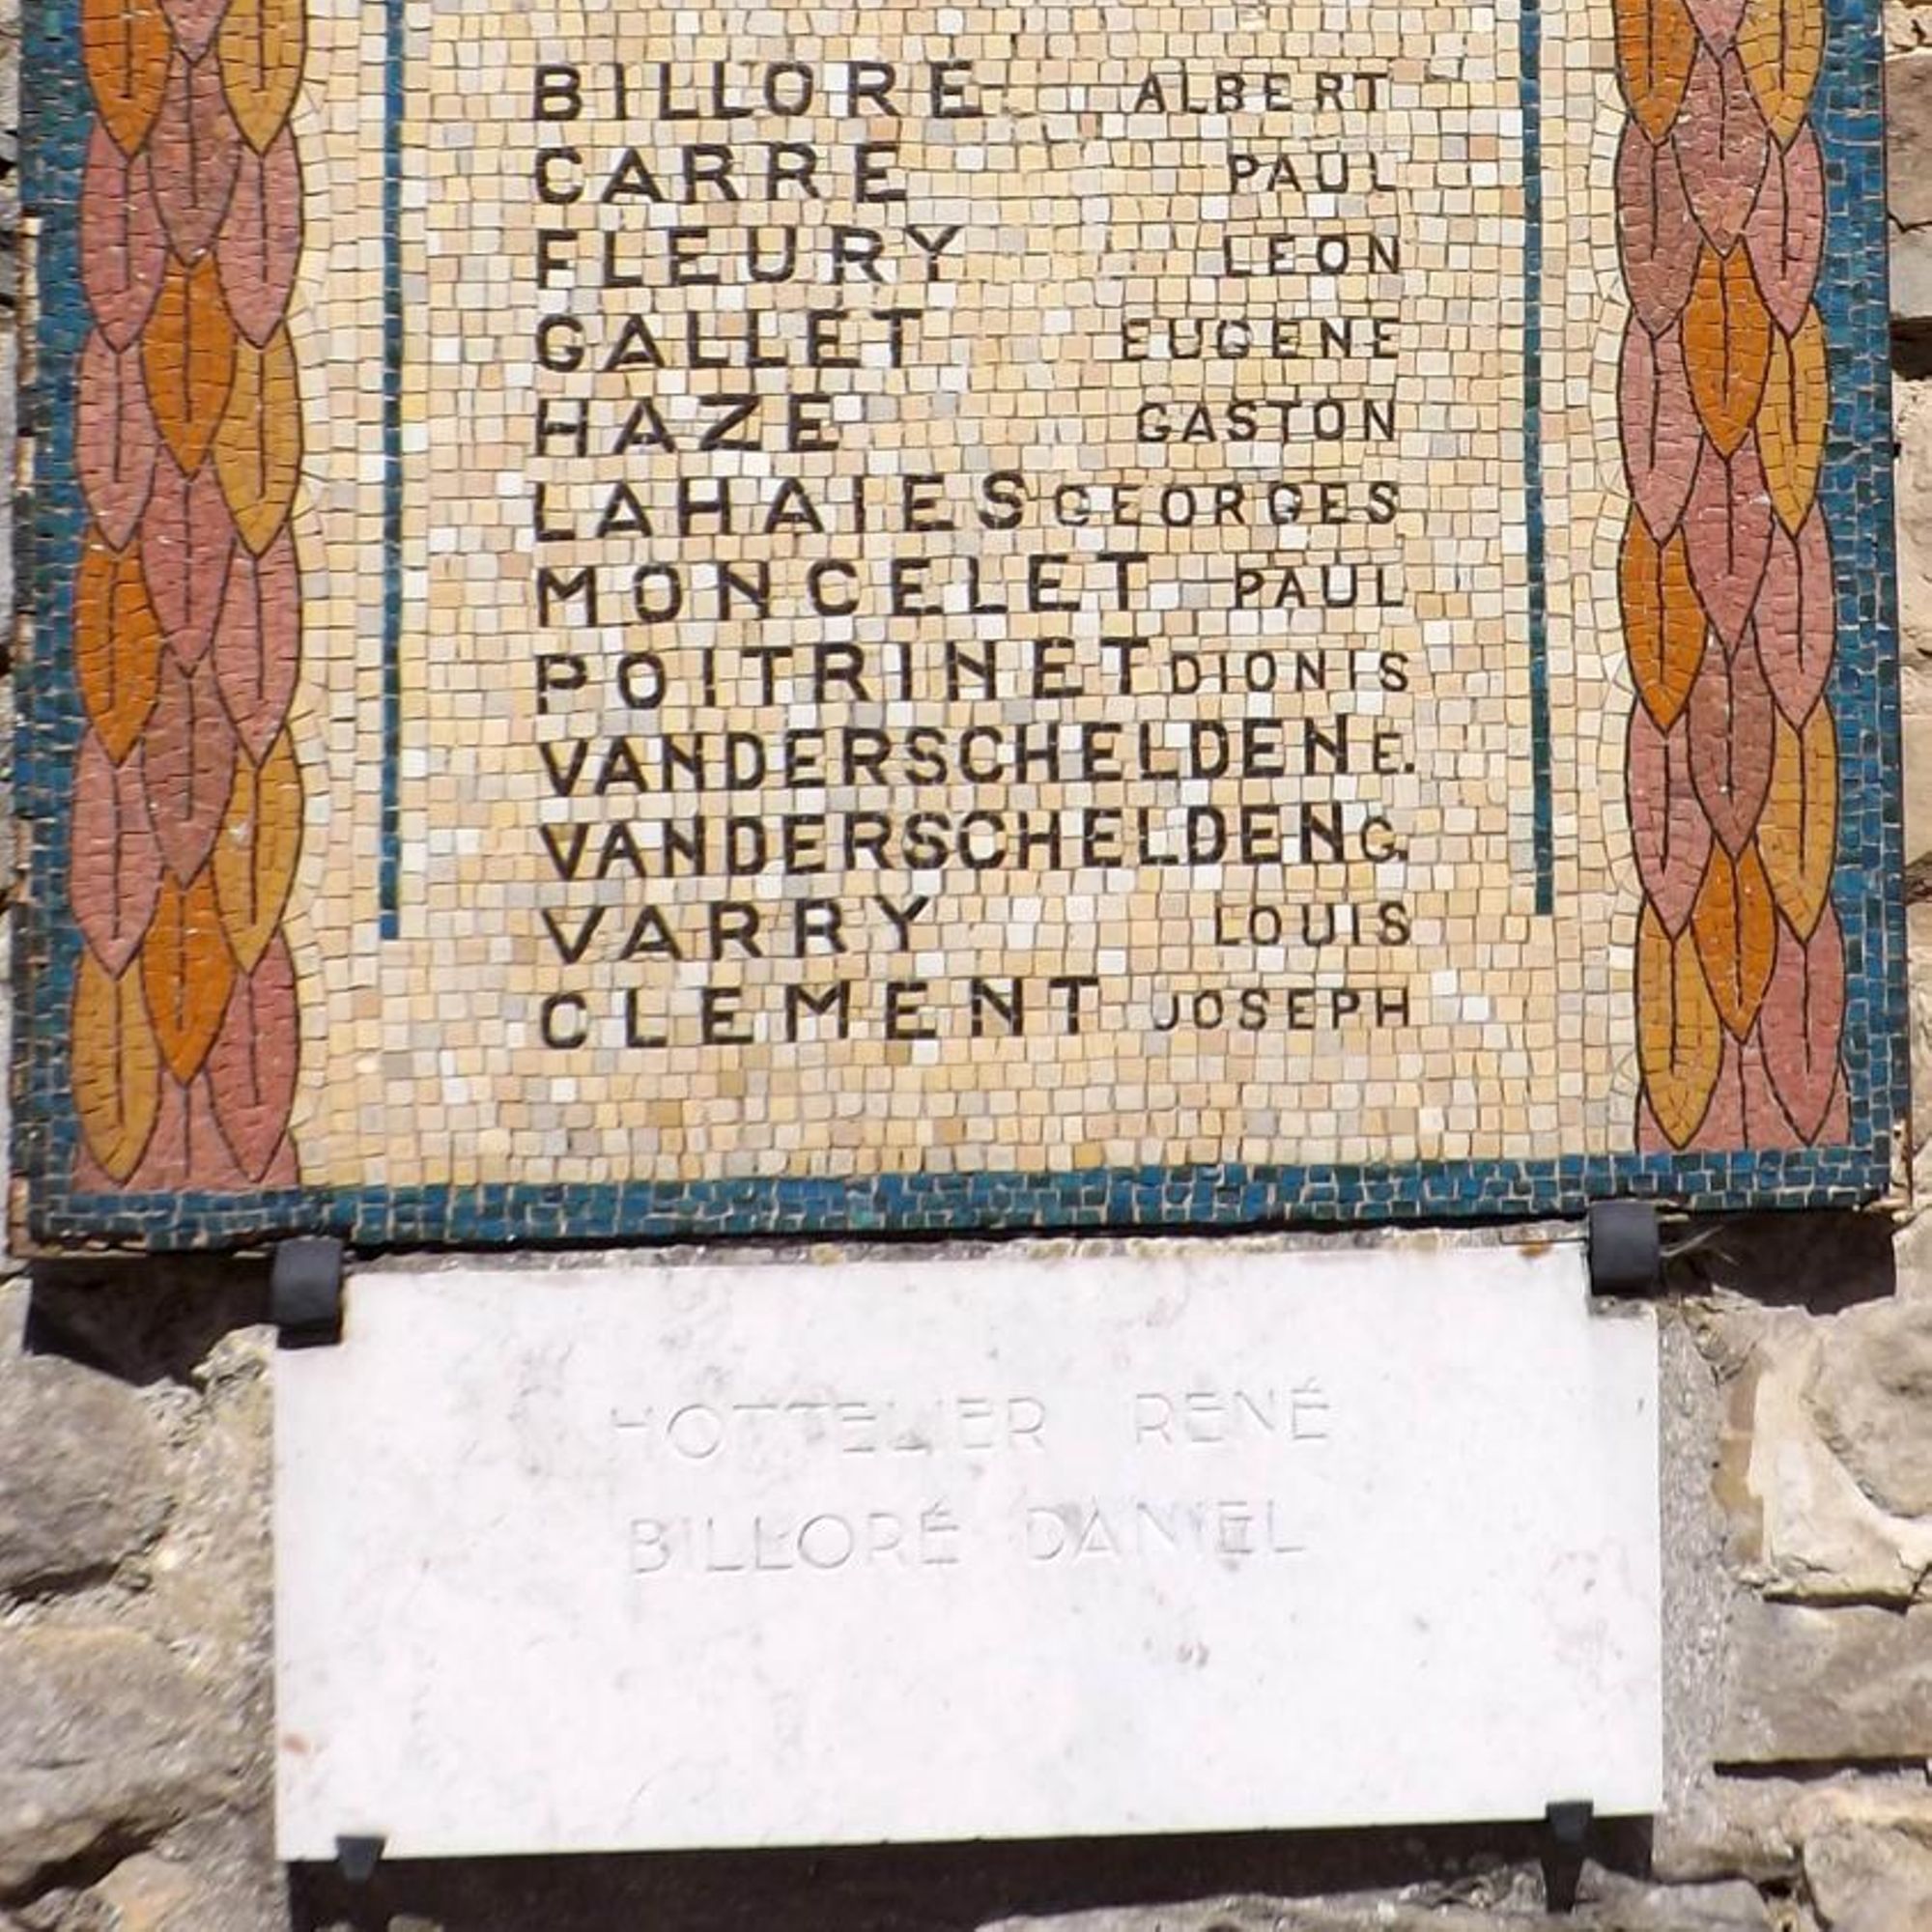 BILLORE ALBERT
CARRE PAUL
FLEURY LEON
GALLET EUGENE
HAZE GASTON
LAHAIES GEORGES
MONCELET PAUL
POITRINET DIONIS
VANDERSCHELDEN E.
VANDERSCHELDEN G.
VARRY LOUIS
CLEMENT JOSEPH
HOTTELIER RENÉ
BILLORÉ DANIEL